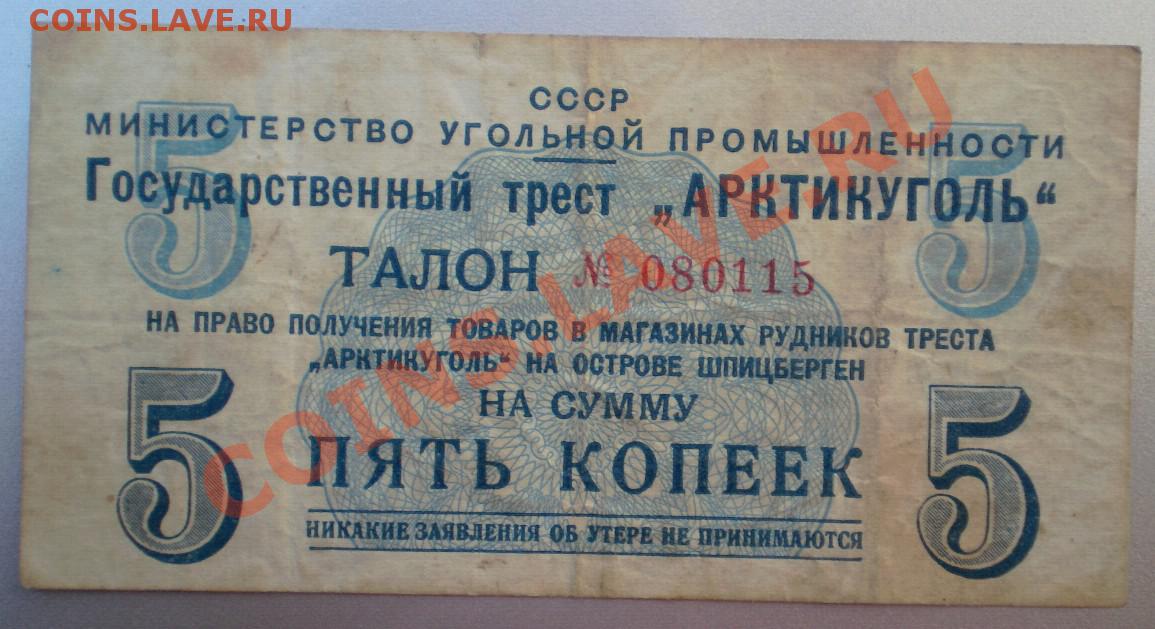 COINS.LAVE.RU
СССР
МИНИСТЕРСТВО УГОЛЬНОЙ ПРОМЫШЛЕННОСТИ
Государственный трест „АРКТИКУГОЛЬ“
5 5
ТАЛОН № 080115
НА ПРАВО ПОЛУЧЕНИЯ ТОВАРОВ В МАГАЗИНАХ РУДНИКОВ ТРЕСТА
„АРКТИКУГОЛЬ“ НА ОСТРОВЕ ШПИЦБЕРГЕН
НА СУММУ
5 ПЯТЬ КОПЕЕК 5
НИКАКИЕ ЗАЯВЛЕНИЯ ОБ УТЕРЕ НЕ ПРИНИМАЮТСЯ
COINS.LAVE.RU